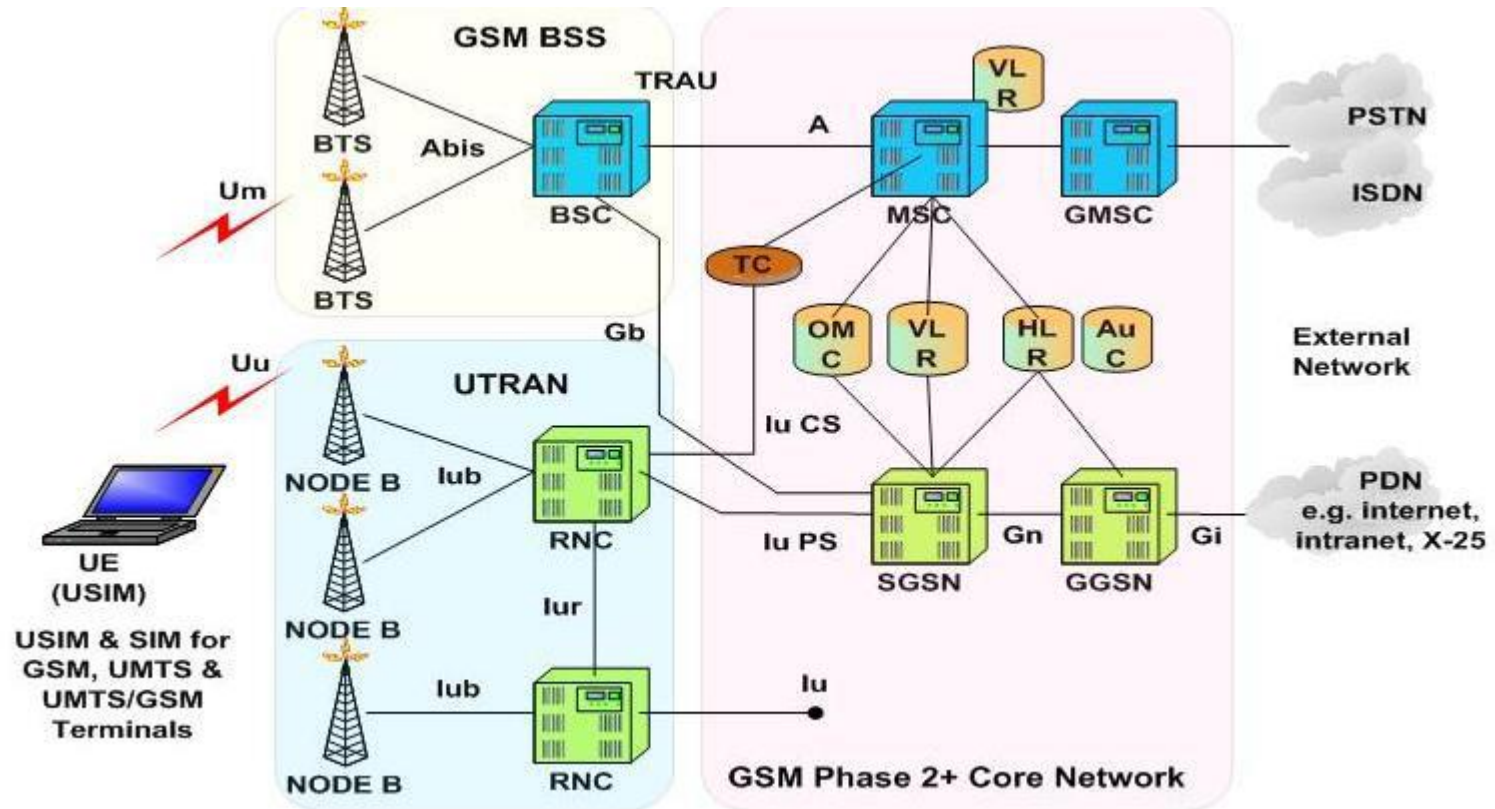 GSM BSS
TRAU
VL
R
A
PSTN
BTS
Abis
Um
BSC
MSC
GMSC
ISDN
BTS
TC
Gb
OM
C
VL
R
HL
R
Au
C
External
Network
Uu
UTRAN
Iu CS
NODE B
Iub
RNC
Iu PS
SGSN
Gn
GGSN
Gi
PDN
e.g. internet,
intranet, X-25
UE
(USIM)
USIM & SIM for
GSM, UMTS &
UMTS/GSM
Terminals
NODE B
Iur
Iub
Iu
NODE B
RNC
GSM Phase 2+ Core Network